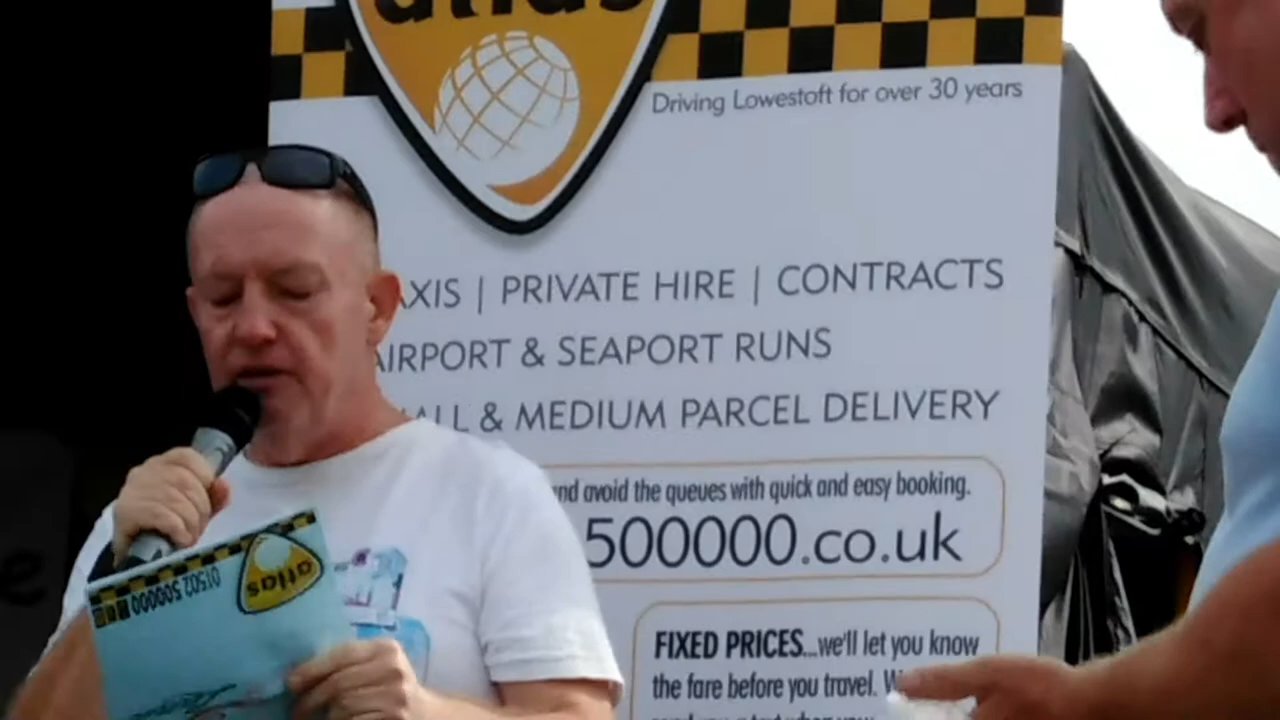 atlas
Driving Lowestoft for over 30 years
AXIS | PRIVATE HIRE | CONTRACTS
AIRPORT & SEAPORT RUNS
ALL & MEDIUM PARCEL DELIVERY
and avoid the queues with quick and easy booking.
500000.co.uk
FIXED PRICES...we'll let you know
the fare before you travel.
atlas
01502 500000